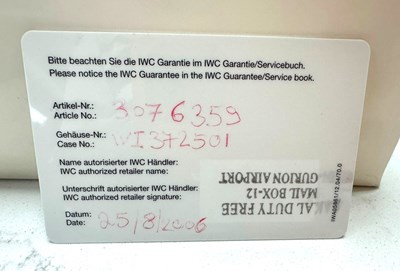 Bitte beachten Sie die IWC Garantie im IWC Garantie/Servicebuch.
Please notice the IWC Guarantee in the IWC Guarantee/Service book.
Artikel-Nr.:
Article No.: 3076359
Gehäuse-Nr.:
Case No.: WI372501
Name autorisierter IWC Händler:
IWC authorized retailer name:
Unterschrift autorisierter IWC Händler:
IWC authorized retailer signature:
KAL DUTY FREE
MAIL BOX-12
GURION AIRPORT
Datum:
Date: 25/8/2006